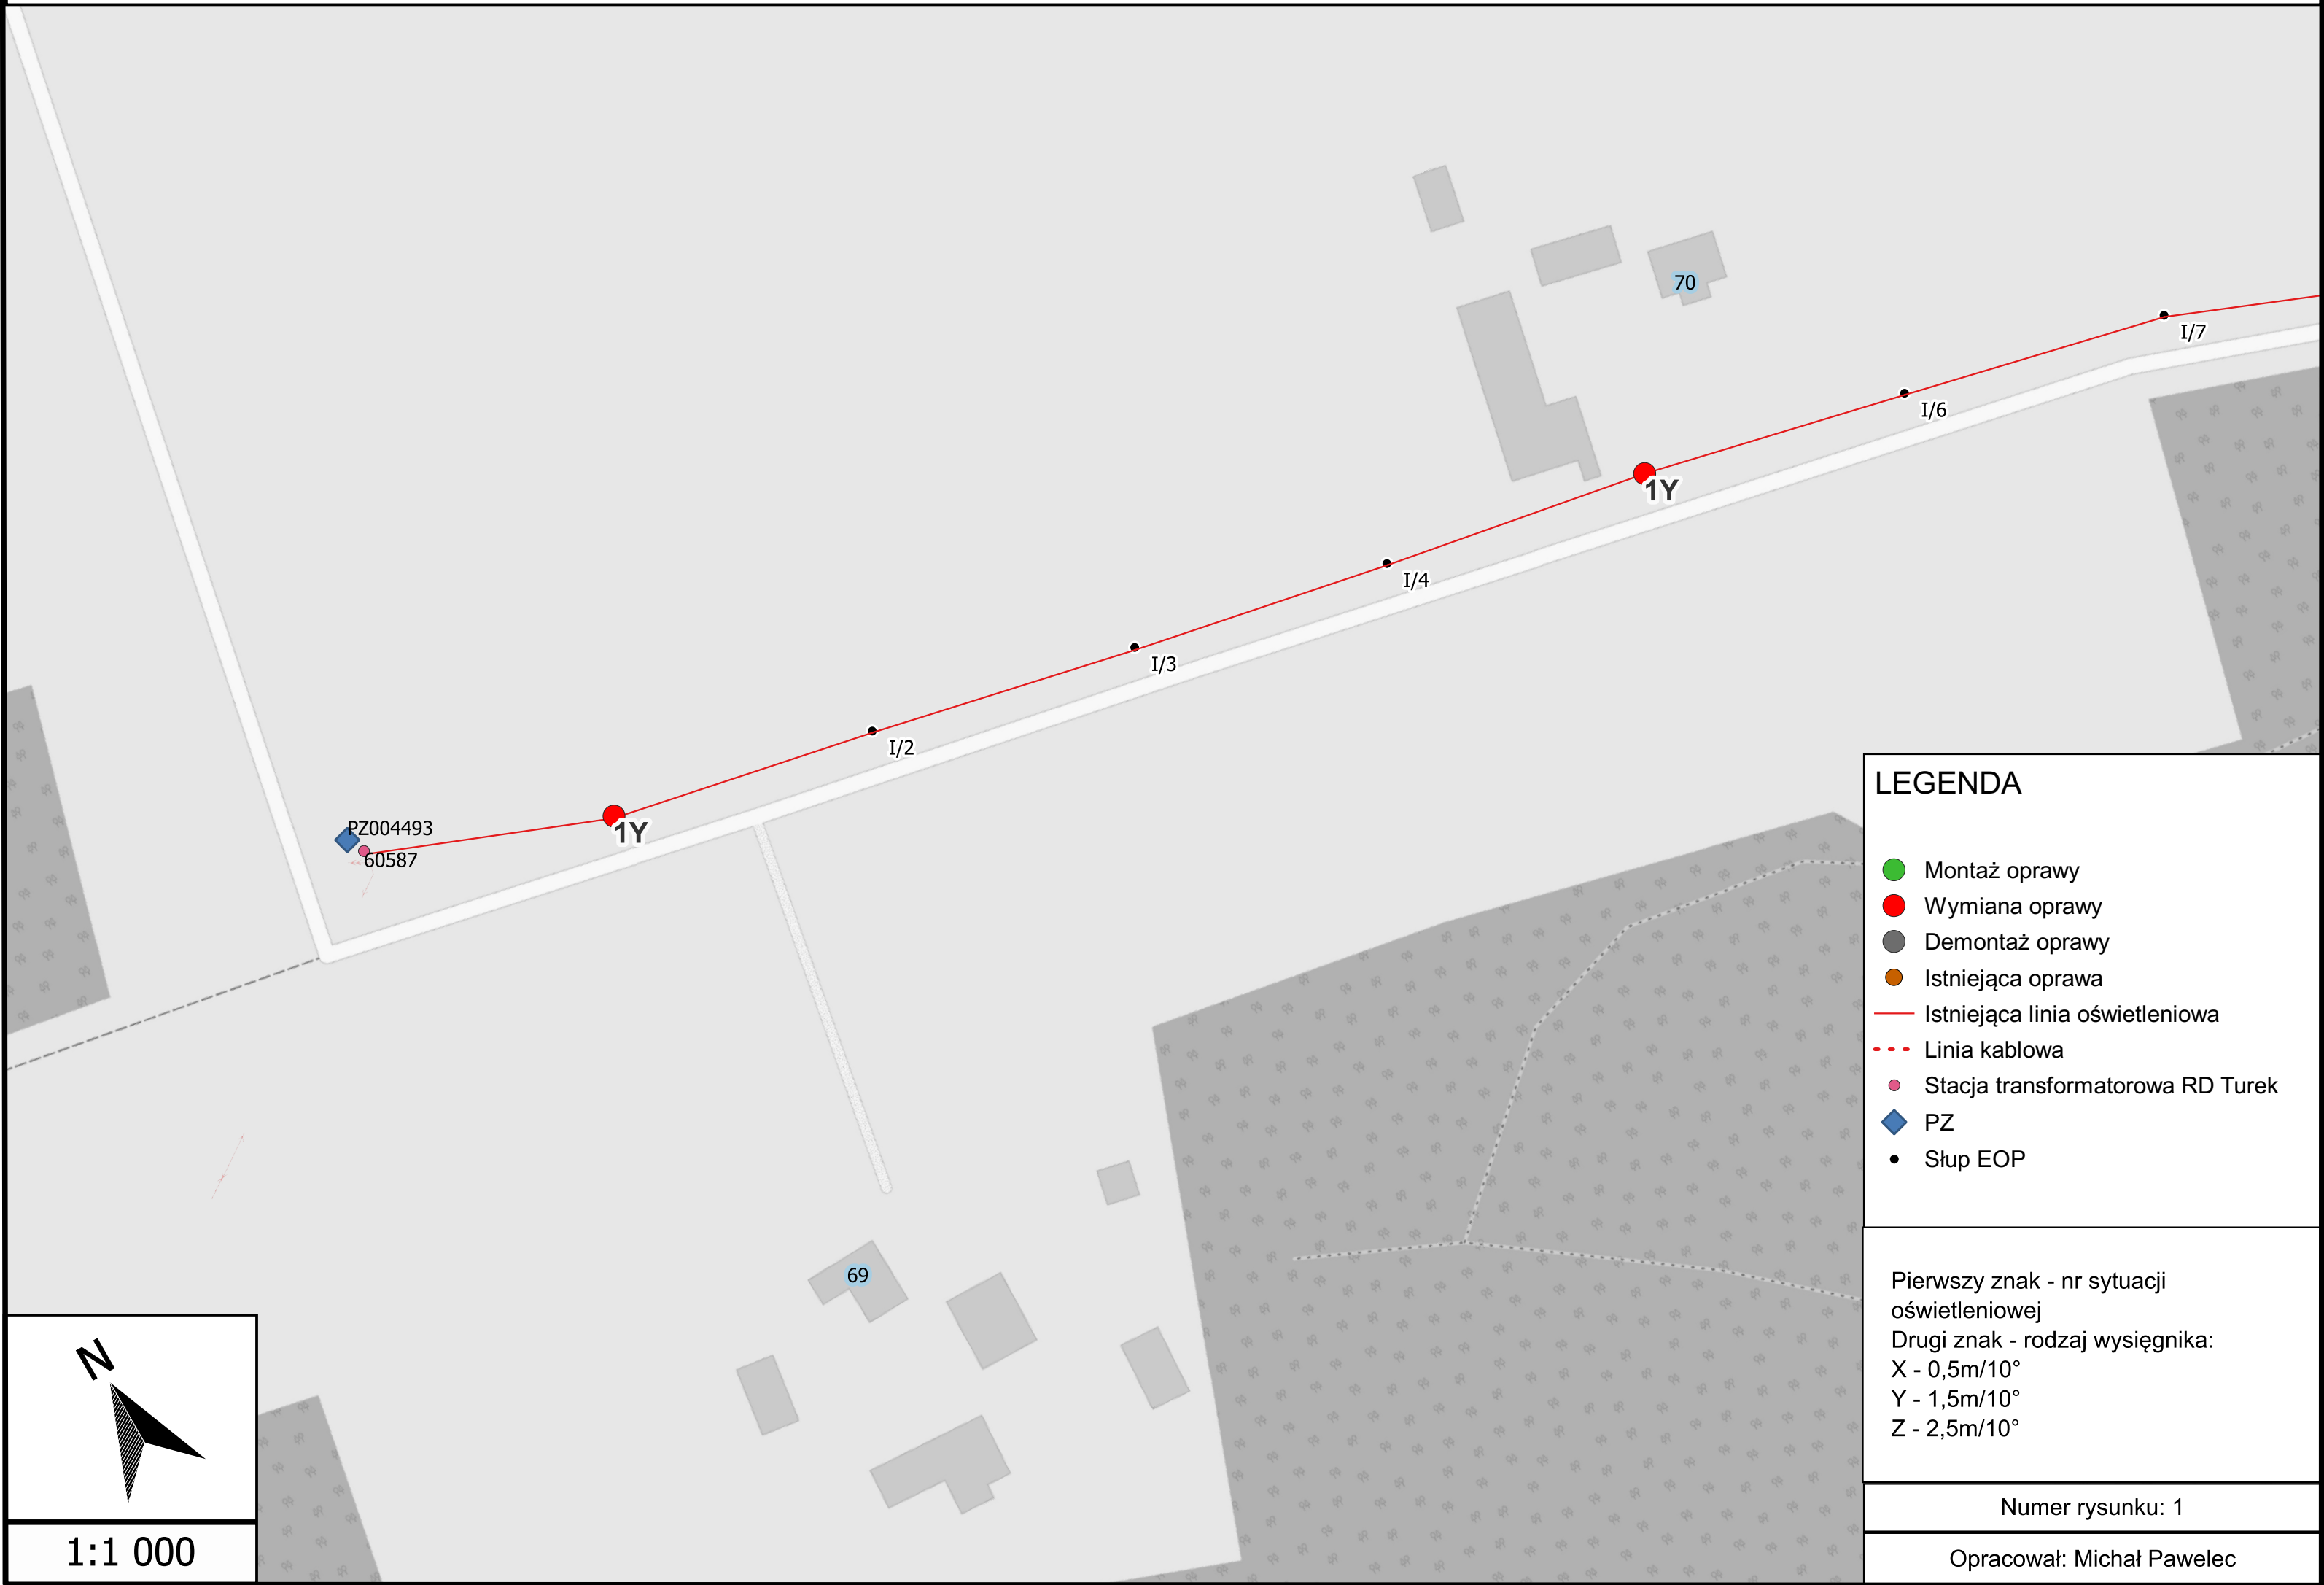 70
I/7
I/6
1Y
I/4
I/3
I/2
1Y
PZ004493
60587
69
LEGENDA
Montaż oprawy
Wymiana oprawy
Demontaż oprawy
Istniejąca oprawa
Istniejąca linia oświetleniowa
Linia kablowa
Stacja transformatorowa RD Turek
PZ
Słup EOP
Pierwszy znak - nr sytuacji
oświetleniowej
Drugi znak - rodzaj wysięgnika:
X - 0,5m/10°
Y - 1,5m/10°
Z - 2,5m/10°
Numer rysunku: 1
Opracował: Michał Pawelec
N
1:1 000